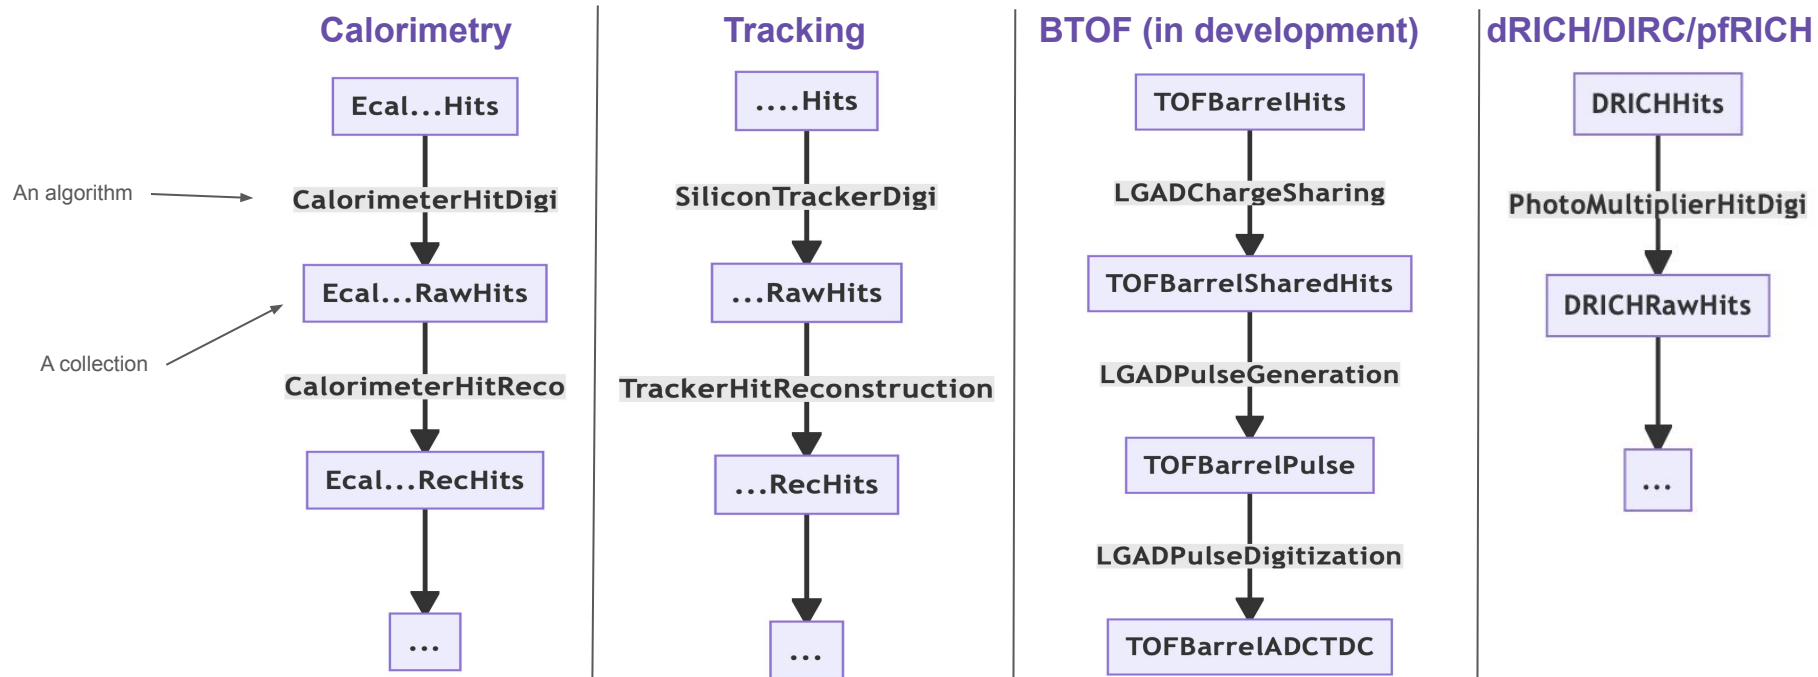 Calorimetry
Ecal...Hits
An algorithm
CalorimeterHitDigi
Ecal...RawHits
A collection
CalorimeterHitReco
Ecal...RecHits
...
Tracking
....Hits
SiliconTrackerDigi
...RawHits
TrackerHitReconstruction
...RecHits
...
BTOF (in development)
TOFBarrelHits
LGADChargeSharing
TOFBarrelSharedHits
LGADPulseGeneration
TOFBarrelPulse
LGADPulseDigitization
TOFBarrelADCTDC
dRICH/DIRC/pfRICH
DRICHHits
PhotoMultiplierHitDigi
DRICHRawHits
...